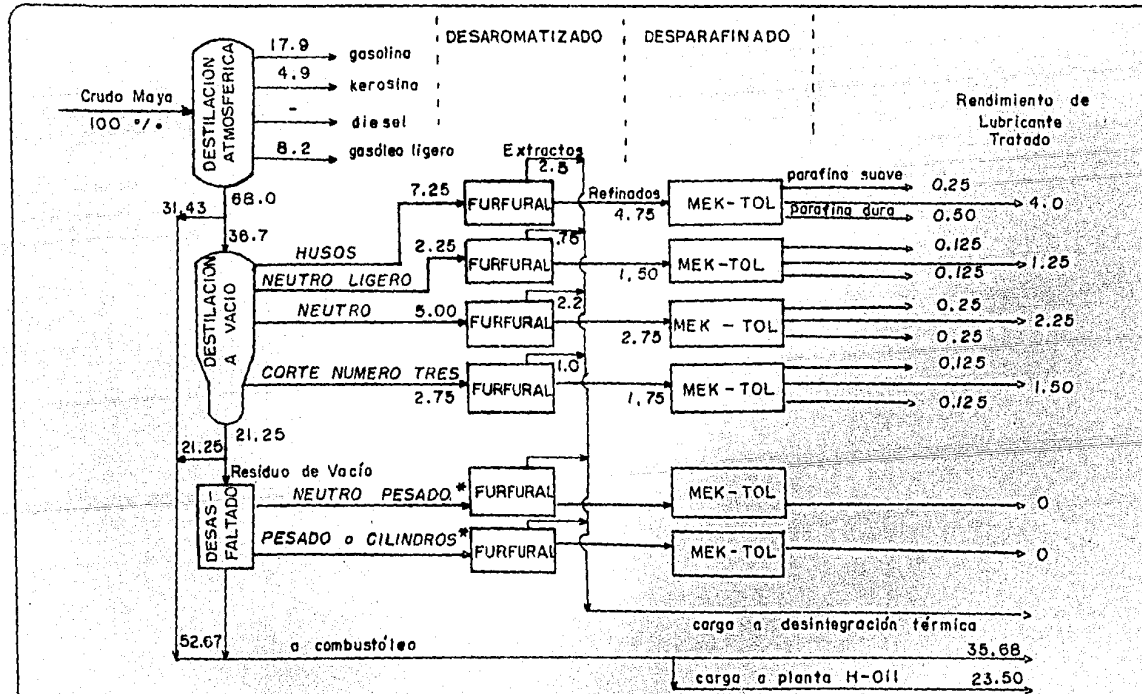 DESAROMATIZADO
DESPARAFINADO
Crudo Maya
100 %
DESTILACION
ATMOSFERICA
17.9
gasolina
4.9
kerosina
-
diesel
8.2
gasóleo ligero
Rendimiento de
Lubricante
Tratado
68.0
31.43
36.7
DESTILACION
A VACIO
HUSOS
7.25
FURFURAL
Extractos
2.5
Refinados
4.75
MEK-TOL
parafina suave
0.25
4.0
parafina dura
0.50
NEUTRO LIGERO
2.25
FURFURAL
.75
1.50
MEK-TOL
0.125
1.25
0.125
NEUTRO
5.00
FURFURAL
2.2
2.75
MEK - TOL
0.25
2.25
0.25
CORTE NUMERO TRES
2.75
FURFURAL
1.0
1.75
MEK-TOL
0.125
1.50
0.125
21.25
21.25
Resíduo de Vacío
DESAS-
FALTADO
NEUTRO PESADO *
FURFURAL
MEK-TOL
0
PESADO o CILINDROS *
FURFURAL
MEK-TOL
0
carga a desintegración térmica
52.67
a combustóleo
35.68
carga a planta H-Oil
23.50